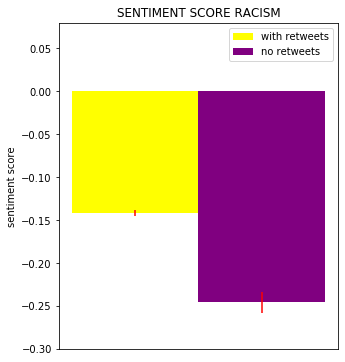 SENTIMENT SCORE RACISM
with retweets
no retweets
0.05
0.00
−0.05
−0.10
−0.15
−0.20
−0.25
−0.30
sentiment score